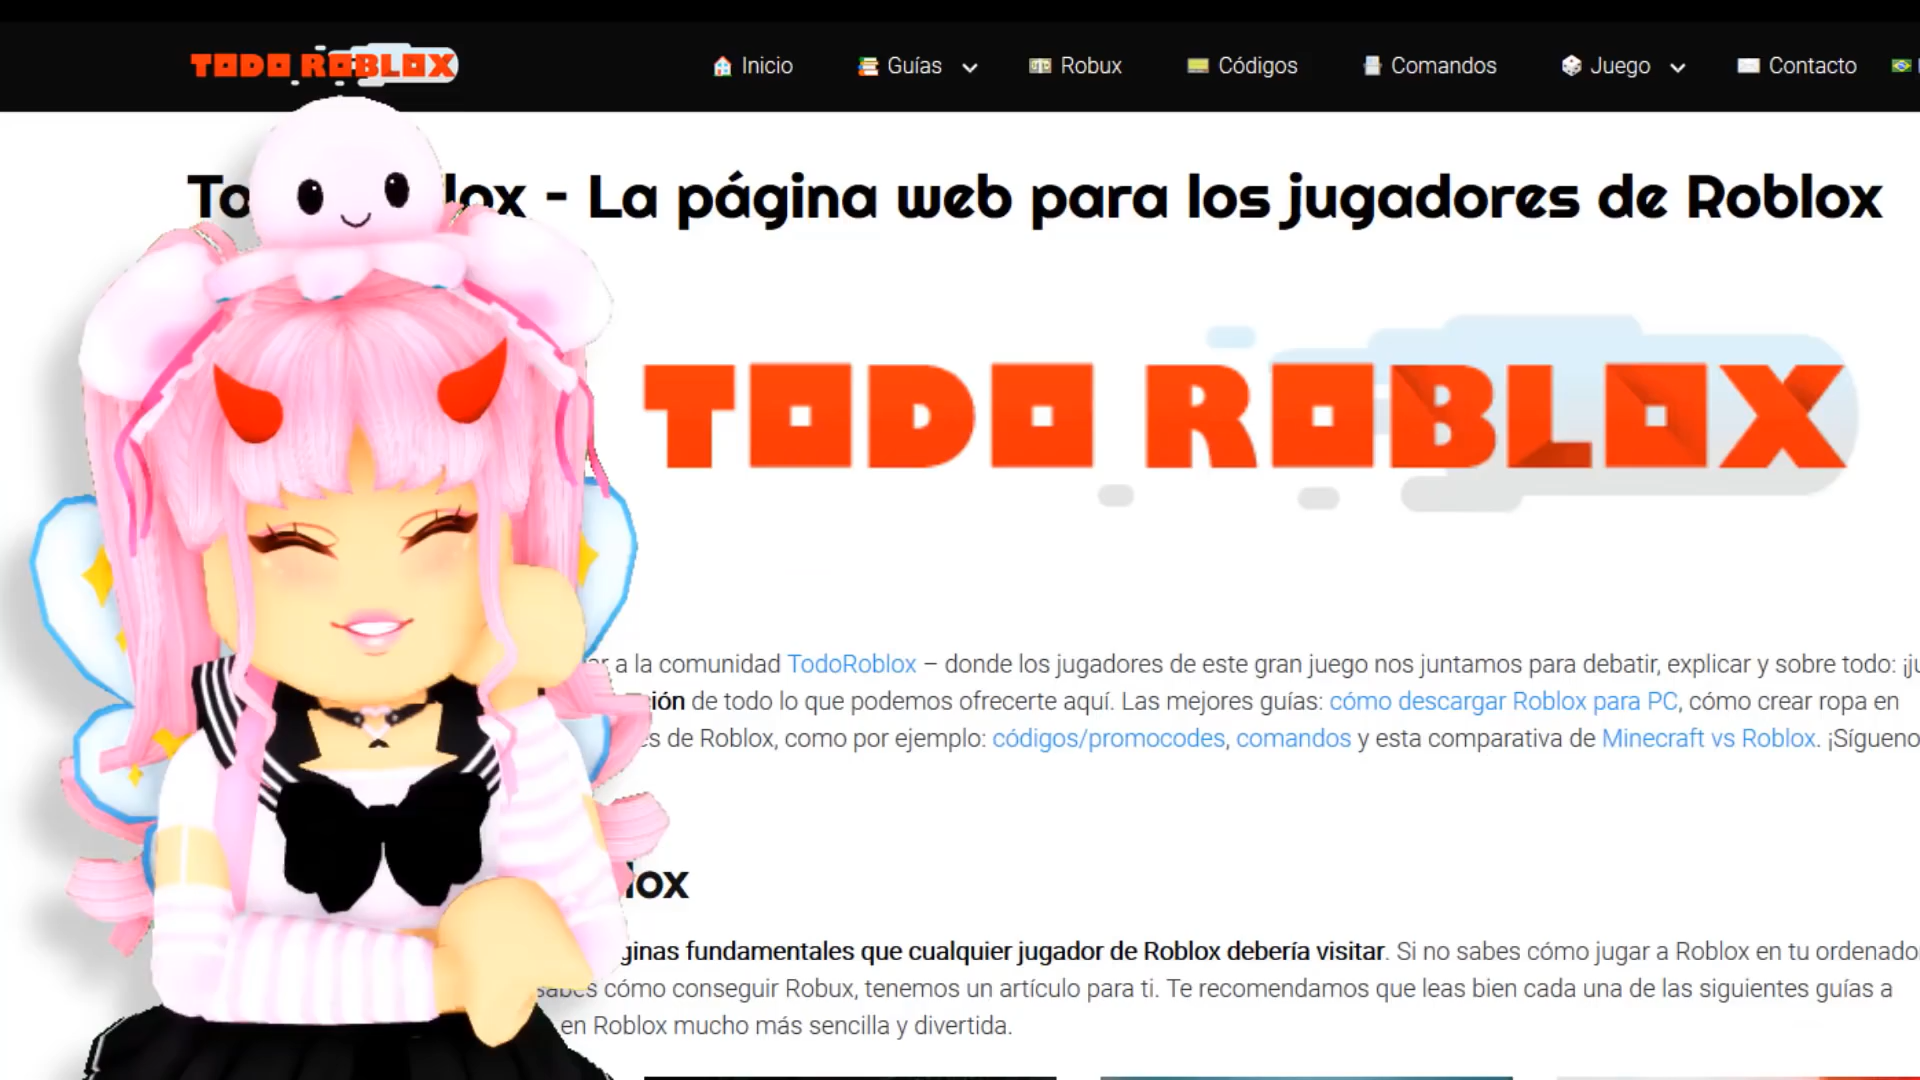 TODO ROBLOX
Inicio
Guías
Robux
Códigos
Comandos
Juego
Contacto
- La página web para los jugadores de Roblox
TODO ROBLOX
a la comunidad TodoRoblox – donde los jugadores de este gran juego nos juntamos para debatir, explicar y sobre todo:
de todo lo que podemos ofrecerte aquí. Las mejores guías: cómo descargar Roblox para PC, cómo crear ropa en
de Roblox, como por ejemplo: códigos/promocodes, comandos y esta comparativa de Minecraft vs Roblox.
lox
ginas fundamentales que cualquier jugador de Roblox debería visitar. Si no sabes cómo jugar a Roblox en tu ordenado
sabes cómo conseguir Robux, tenemos un artículo para ti. Te recomendamos que leas bien cada una de las siguientes guías a
en Roblox mucho más sencilla y divertida.